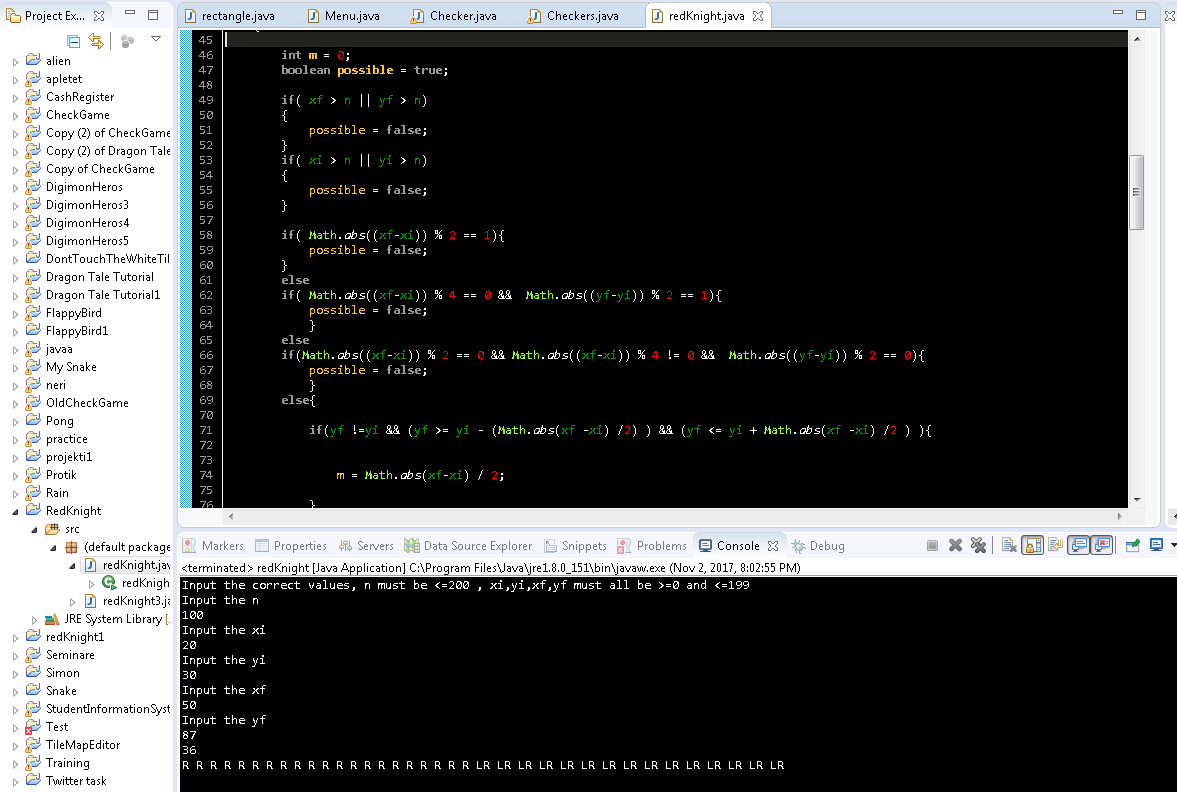 Project Ex...
rectangle.java
Menu.java
Checker.java
Checkers.java
redKnight.java
alien
apletet
CashRegister
CheckGame
Copy (2) of CheckGame
Copy (2) of Dragon Tale
Copy of CheckGame
DigimonHeros
DigimonHeros3
DigimonHeros4
DigimonHeros5
DontTouchTheWhiteTil
Dragon Tale Tutorial
Dragon Tale Tutorial1
FlappyBird
FlappyBird1
javaa
My Snake
neri
OldCheckGame
Pong
practice
projekti1
Protik
Rain
RedKnight
src
(default package
redKnight.jav
redKnigh
redKnight3.ja
JRE System Library [
redKnight1
Seminare
Simon
Snake
StudentInformationSyst
Test
TileMapEditor
Training
Twitter task
45
46 int m = 0;
47 boolean possible = true;
48
49 if( xf > n || yf > n)
50 {
51 possible = false;
52 }
53 if( xi > n || yi > n)
54 {
55 possible = false;
56 }
57
58 if( Math.abs((xf-xi)) % 2 == 1){
59 possible = false;
60 }
61 else
62 if( Math.abs((xf-xi)) % 4 == 0 && Math.abs((yf-yi)) % 2 == 1){
63 possible = false;
64 }
65 else
66 if(Math.abs((xf-xi)) % 2 == 0 && Math.abs((xf-xi)) % 4 != 0 && Math.abs((yf-yi)) % 2 == 0){
67 possible = false;
68 }
69 else{
70
71 if(yf !=yi && (yf >= yi - (Math.abs(xf -xi) /2) ) && (yf <= yi + Math.abs(xf -xi) /2 ) ){
72
73
74 m = Math.abs(xf-xi) / 2;
75
76 }
Markers
Properties
Servers
Data Source Explorer
Snippets
Problems
Console
Debug
<terminated> redKnight [Java Application] C:\Program Files\Java\jre1.8.0_151\bin\javaw.exe (Nov 2, 2017, 8:02:55 PM)
Input the correct values, n must be <=200 , xi,yi,xf,yf must all be >=0 and <=199
Input the n
100
Input the xi
20
Input the yi
30
Input the xf
50
Input the yf
87
36
R R R R R R R R R R R R R R R R R R R R R LR LR LR LR LR LR LR LR LR LR LR LR LR LR LR